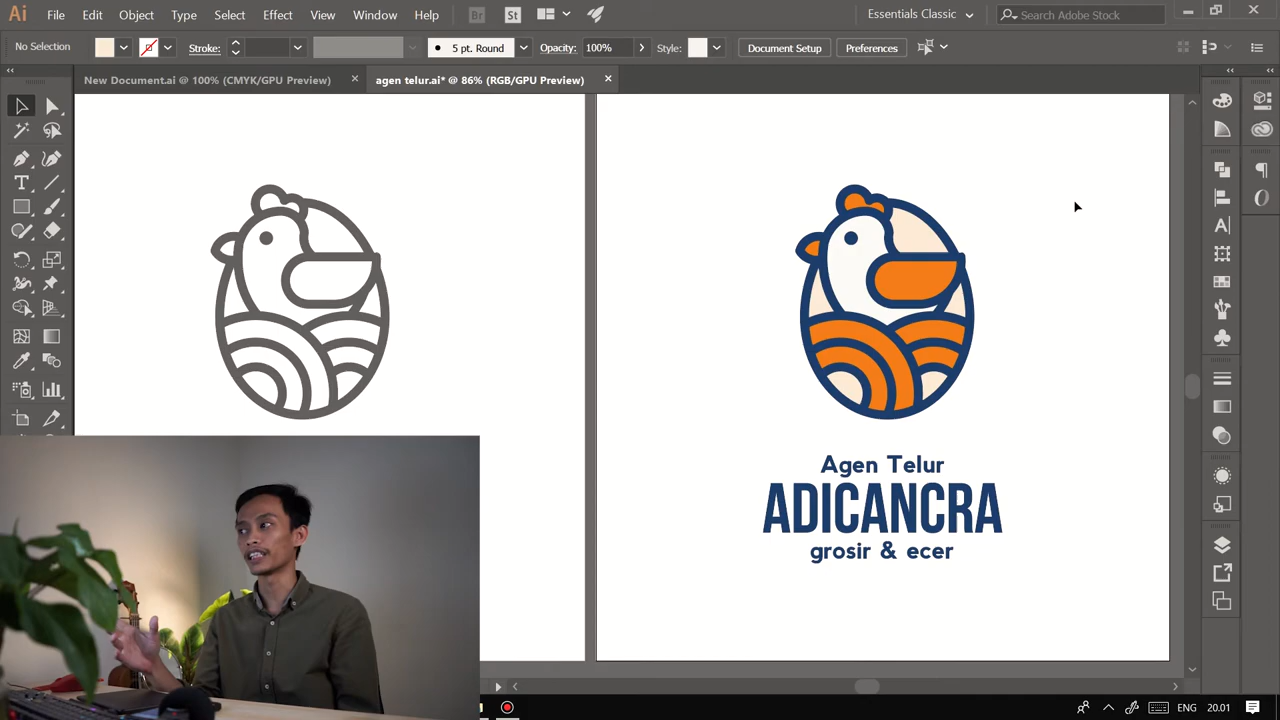 Ai File Edit Object Type Select Effect View Window Help Br St Essentials Classic Search Adobe Stock
No Selection Stroke: 5 pt. Round Opacity: 100% Style: Document Setup Preferences
New Document.ai @ 100% (CMYK/GPU Preview) agen telur.ai* @ 86% (RGB/GPU Preview)
Agen Telur
ADICANCRA
grosir & ecer
ENG 20.01